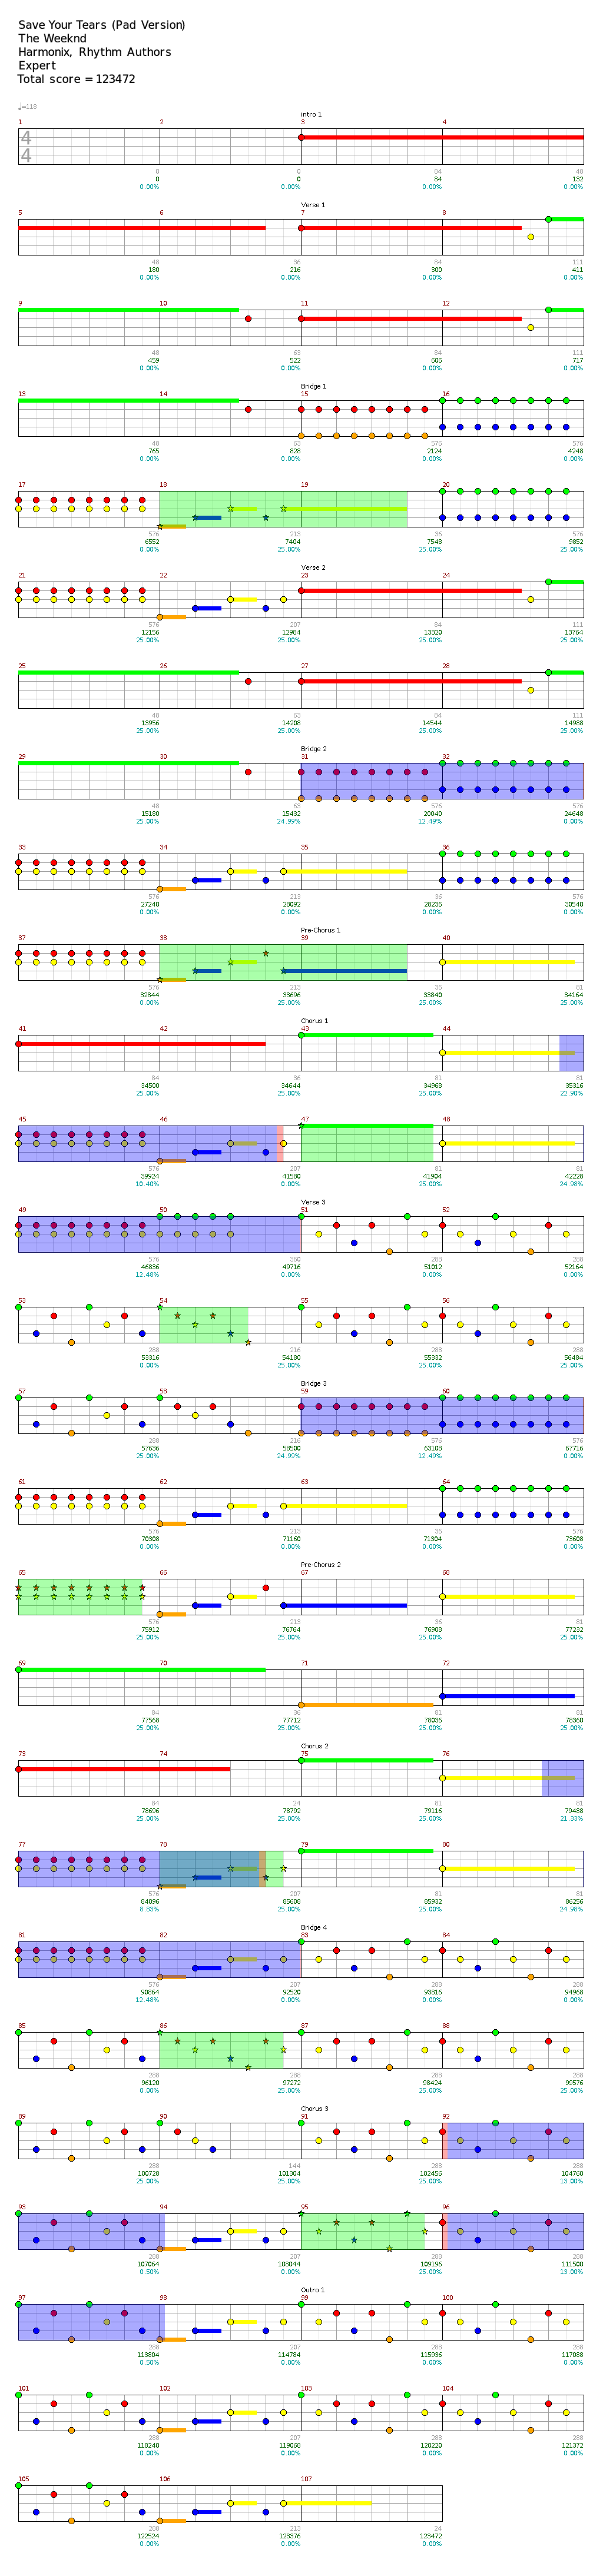 Save Your Tears (Pad Version)
The Weeknd
Harmonix, Rhythm Authors
Expert
Total score = 123472
♩=118
intro 1
1 2 3 4
4
4
0 0 84 48
0 0 84 132
0.00% 0.00% 0.00% 0.00%
Verse 1
5 6 7 8
48 36 84 111
180 216 300 411
0.00% 0.00% 0.00% 0.00%
9 10 11 12
48 63 84 111
459 522 606 717
0.00% 0.00% 0.00% 0.00%
Bridge 1
13 14 15 16
48 63 576 576
765 828 2124 4248
0.00% 0.00% 0.00% 0.00%
17 18 19 20
576 213 36 576
6552 7404 7548 9852
0.00% 25.00% 25.00% 25.00%
Verse 2
21 22 23 24
576 207 84 111
12156 12984 13320 13764
25.00% 25.00% 25.00% 25.00%
25 26 27 28
48 63 84 111
13956 14208 14544 14988
25.00% 25.00% 25.00% 25.00%
Bridge 2
29 30 31 32
48 63 576 576
15180 15432 20040 24648
25.00% 24.99% 12.49% 0.00%
33 34 35 36
576 213 36 576
27240 28092 28236 30540
0.00% 0.00% 0.00% 0.00%
Pre-Chorus 1
37 38 39 40
576 213 36 81
32844 33696 33840 34164
0.00% 25.00% 25.00% 25.00%
Chorus 1
41 42 43 44
84 36 81 81
34500 34644 34968 35316
25.00% 25.00% 25.00% 22.90%
45 46 47 48
576 207 81 81
39924 41580 41904 42228
10.40% 0.00% 25.00% 24.98%
Verse 3
49 50 51 52
576 360 288 288
46836 49716 51012 52164
12.48% 0.00% 0.00% 0.00%
53 54 55 56
288 216 288 288
53316 54180 55332 56484
0.00% 25.00% 25.00% 25.00%
Bridge 3
57 58 59 60
288 216 576 576
57636 58500 63108 67716
25.00% 24.99% 12.49% 0.00%
61 62 63 64
576 213 36 576
70308 71160 71304 73608
0.00% 0.00% 0.00% 0.00%
Pre-Chorus 2
65 66 67 68
576 213 36 81
75912 76764 76908 77232
25.00% 25.00% 25.00% 25.00%
69 70 71 72
84 36 81 81
77568 77712 78036 78360
25.00% 25.00% 25.00% 25.00%
Chorus 2
73 74 75 76
84 24 81 81
78696 78792 79116 79488
25.00% 25.00% 25.00% 21.33%
77 78 79 80
576 207 81 81
84096 85608 85932 86256
8.83% 25.00% 25.00% 24.98%
Bridge 4
81 82 83 84
576 207 288 288
90864 92520 93816 94968
12.48% 0.00% 0.00% 0.00%
85 86 87 88
288 288 288 288
96120 97272 98424 99576
0.00% 25.00% 25.00% 25.00%
Chorus 3
89 90 91 92
288 144 288 288
100728 101304 102456 104760
25.00% 25.00% 25.00% 13.00%
93 94 95 96
288 207 288 288
107064 108044 109196 111500
0.50% 0.00% 25.00% 13.00%
Outro 1
97 98 99 100
288 207 288 288
113804 114784 115936 117088
0.50% 0.00% 0.00% 0.00%
101 102 103 104
288 207 288 288
118240 119068 120220 121372
0.00% 0.00% 0.00% 0.00%
105 106 107
288 213 24
122524 123376 123472
0.00% 0.00% 0.00%